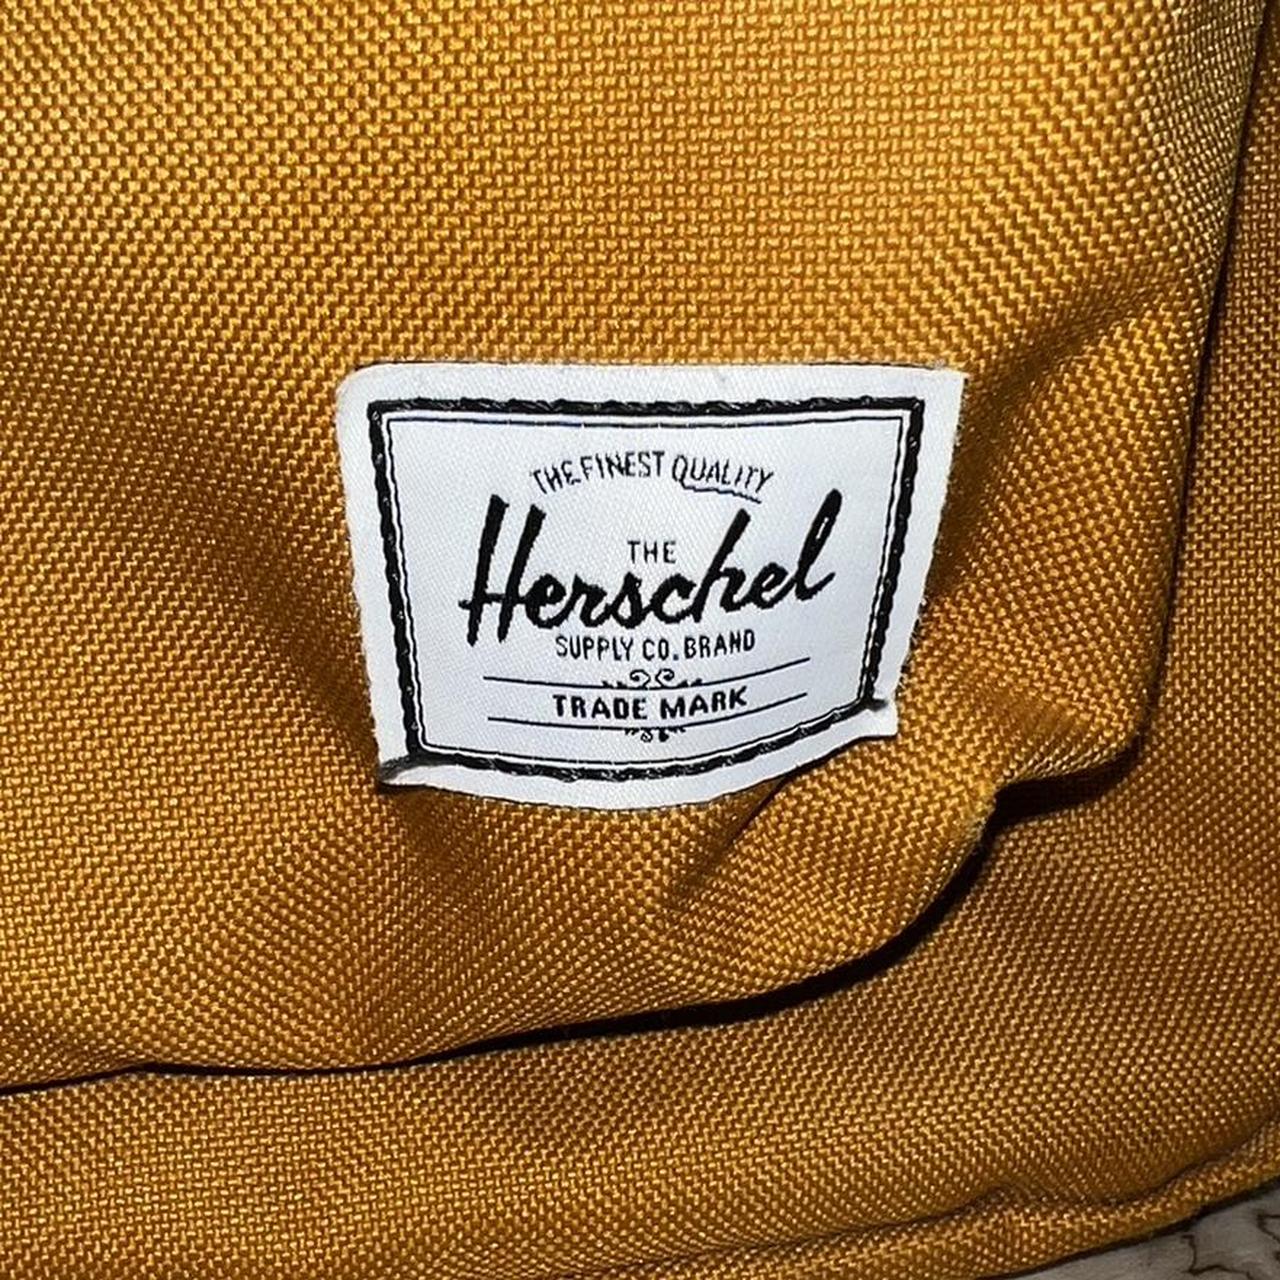 THE FINEST QUALITY
THE
Herschel
SUPPLY CO. BRAND
TRADE MARK